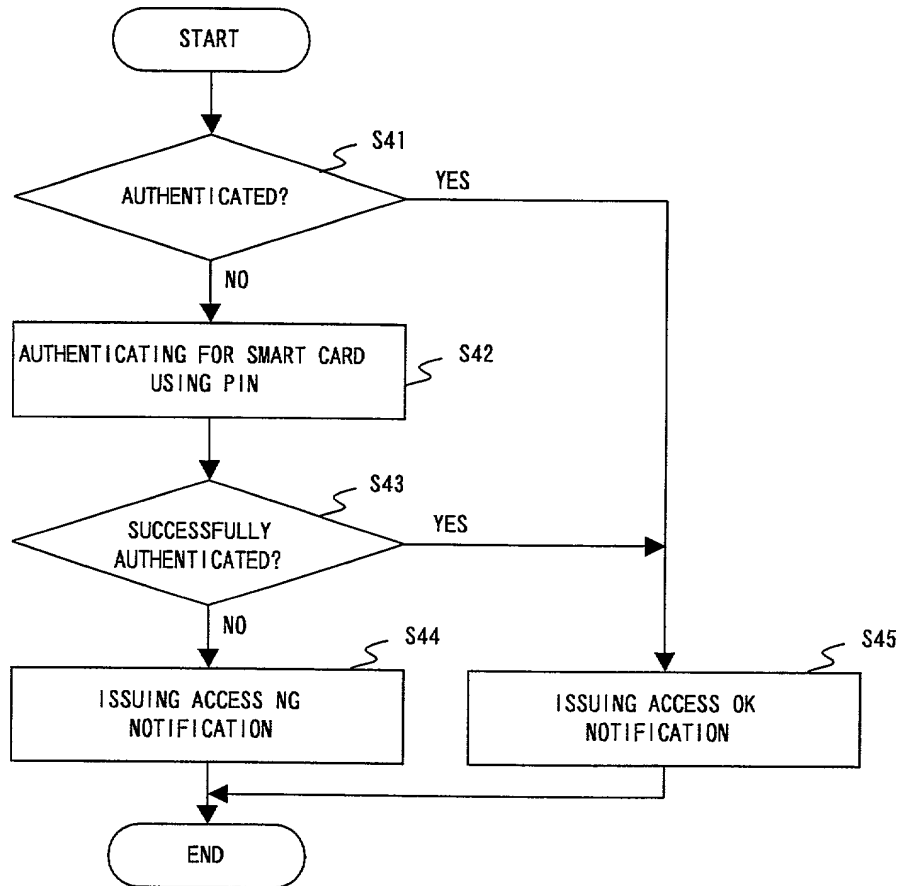 START
S41
AUTHENTICATED?
YES
NO
AUTHENTICATING FOR SMART CARD
USING PIN
S42
S43
SUCCESSFULLY
AUTHENTICATED?
YES
NO
S44
ISSUING ACCESS NG
NOTIFICATION
S45
ISSUING ACCESS OK
NOTIFICATION
END